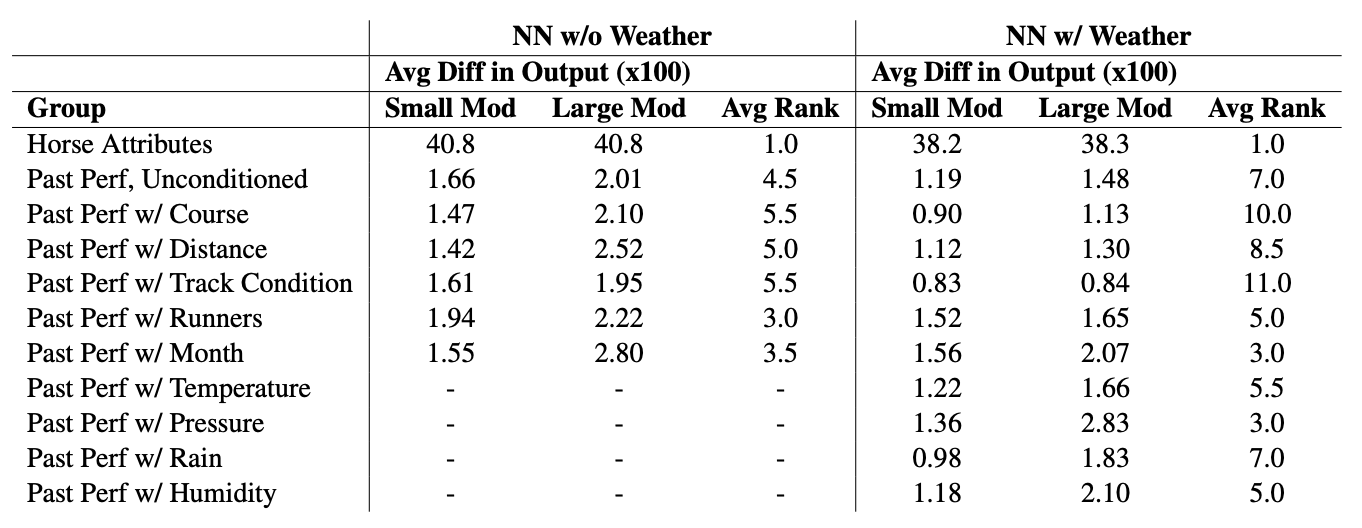 NN w/o Weather NN w/ Weather
Avg Diff in Output (x100) Avg Diff in Output (x100)
Group Small Mod Large Mod Avg Rank Small Mod Large Mod Avg Rank
Horse Attributes 40.8 40.8 1.0 38.2 38.3 1.0
Past Perf, Unconditioned 1.66 2.01 4.5 1.19 1.48 7.0
Past Perf w/ Course 1.47 2.10 5.5 0.90 1.13 10.0
Past Perf w/ Distance 1.42 2.52 5.0 1.12 1.30 8.5
Past Perf w/ Track Condition 1.61 1.95 5.5 0.83 0.84 11.0
Past Perf w/ Runners 1.94 2.22 3.0 1.52 1.65 5.0
Past Perf w/ Month 1.55 2.80 3.5 1.56 2.07 3.0
Past Perf w/ Temperature - - - 1.22 1.66 5.5
Past Perf w/ Pressure - - - 1.36 2.83 3.0
Past Perf w/ Rain - - - 0.98 1.83 7.0
Past Perf w/ Humidity - - - 1.18 2.10 5.0